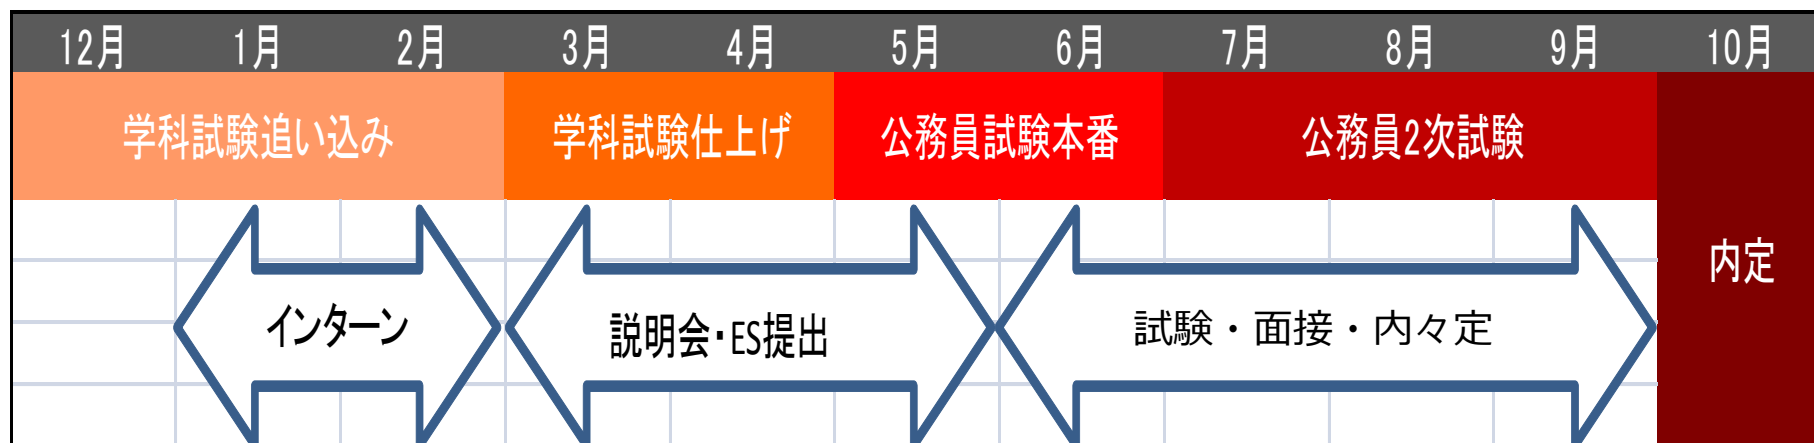 12月 1月 2月 3月 4月 5月 6月 7月 8月 9月 10月
学科試験追い込み 学科試験仕上げ 公務員試験本番 公務員2次試験
内定
インターン 説明会・ES提出 試験・面接・内々定